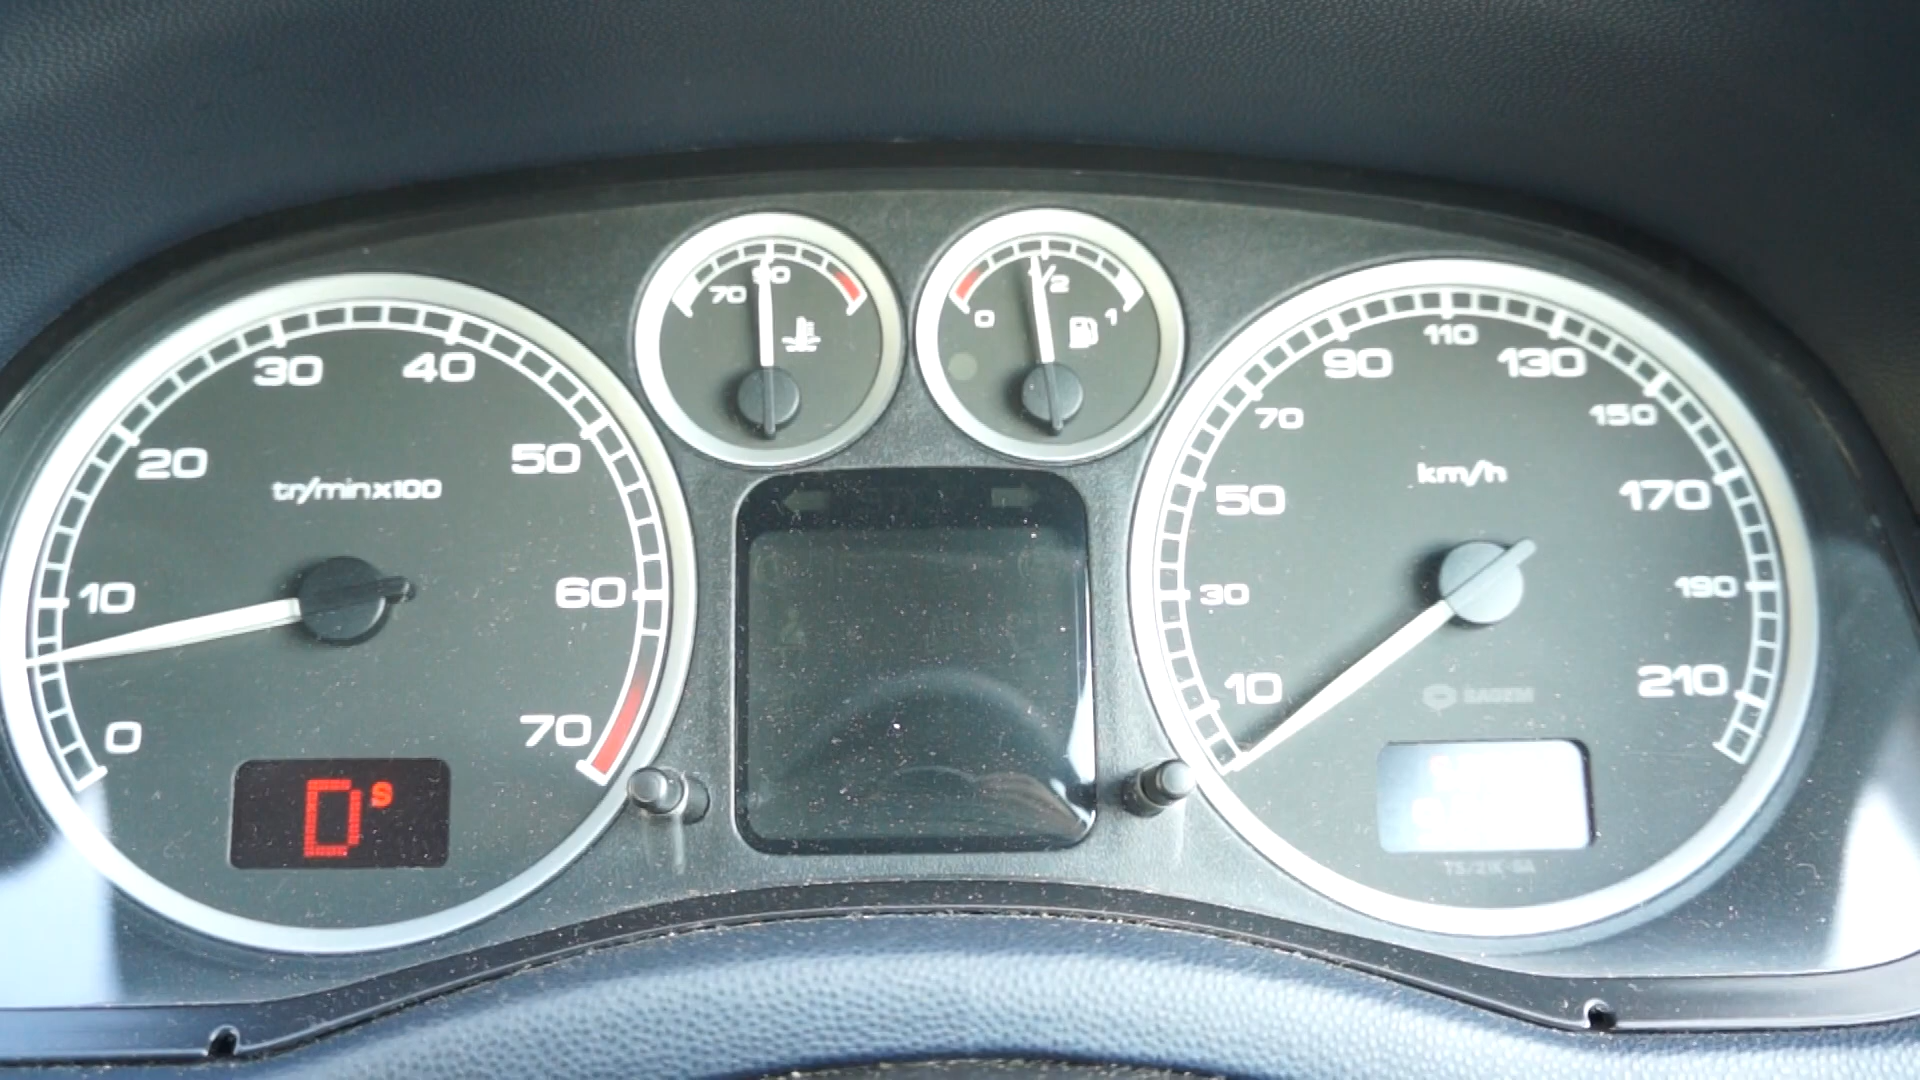 70 90
0 1/2 1
0 10 20 30 40 50 60 70
tr/min x100
D S
10 30 50 70 90 110 130 150 170 190 210
km/h
SAGEM